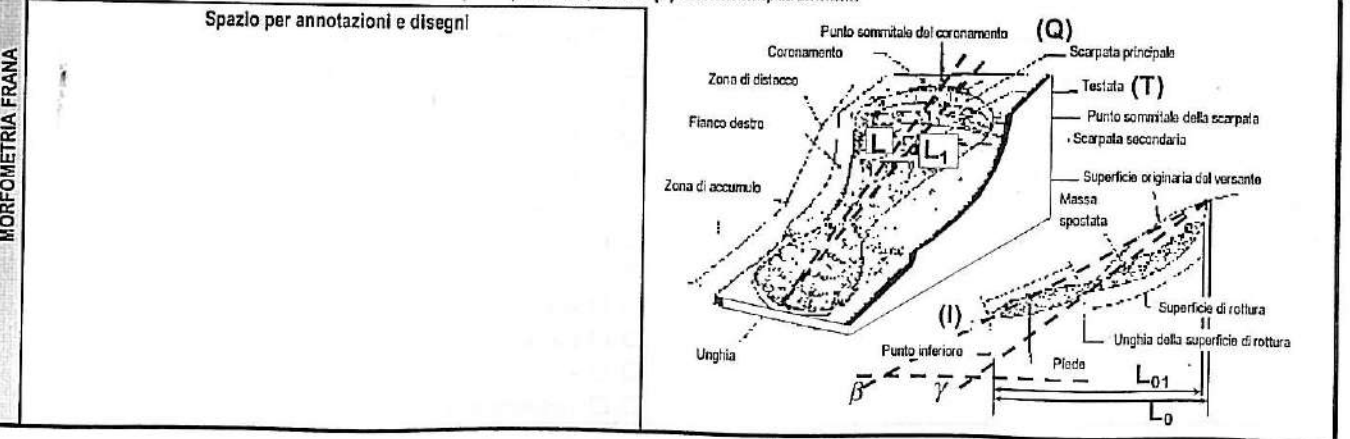 MORFOMETRIA FRANA
Spazio per annotazioni e disegni
Punto sommitale del coronamento (Q)
Coronamento
Scarpata principale
Zona di distacco
Testata (T)
Fianco destro
Punto sommitale della scarpata
Scarpata secondaria
L
L1
Zona di accumulo
Superficie originaria del versante
Massa
spostata
(I)
Superficie di rottura
Unghia della superficie di rottura
Unghia
Punto inferiore
Piede
β
γ
L01
L0